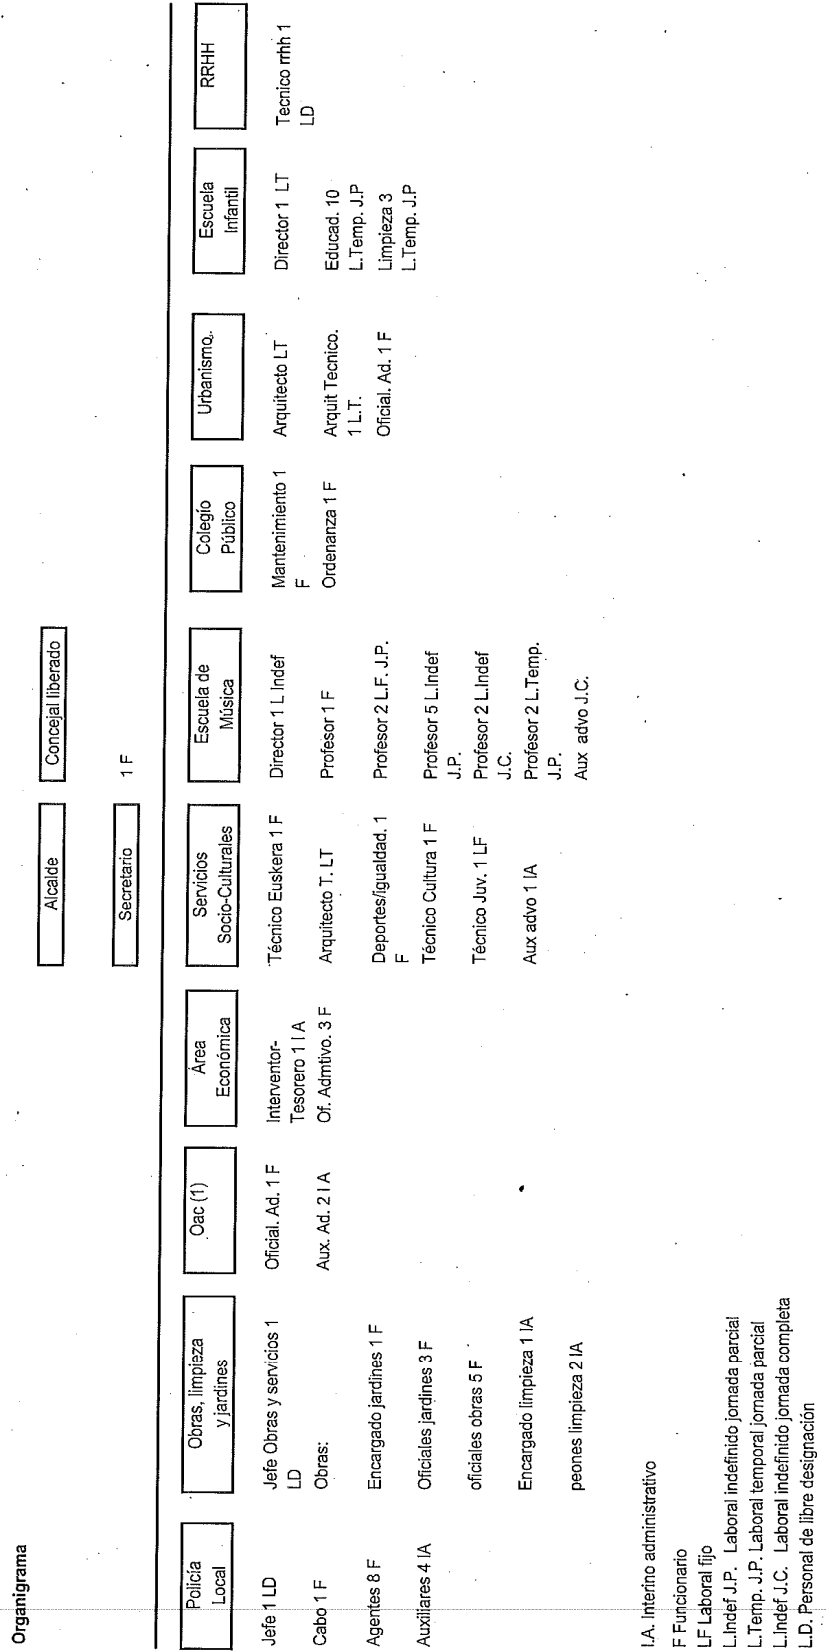 Organigrama
Alcalde
Concejal liberado
Secretario
1 F
Policía
Local
Jefe 1 LD
Cabo 1 F
Agentes 8 F
Auxiliares 4 IA
Obras, limpieza
y jardines
Jefe Obras y servicios 1
LD
Obras:
Encargado jardines 1 F
Oficiales jardines 3 F
oficiales obras 5 F
Encargado limpieza 1 IA
peones limpieza 2 IA
Oac (1)
Oficial. Ad. 1 F
Aux. Ad. 2 I A
Área
Económica
Interventor-
Tesorero 1 I A
Of. Admtivo. 3 F
Servicios
Socio-Culturales
Técnico Euskera 1 F
Arquitecto T. LT
Deportes/igualdad. 1
F
Técnico Cultura 1 F
Técnico Juv. 1 LF
Aux advo 1 IA
Escuela de
Música
Director 1 L Indef
Profesor 1 F
Profesor 2 L.F. J.P.
Profesor 5 L.Indef
J.P.
Profesor 2 L.Indef
J.C.
Profesor 2 L.Temp.
J.P.
Aux advo J.C.
Colegio
Público
Mantenimiento 1
F
Ordenanza 1 F
Urbanismo.
Arquitecto LT
Arquit Tecnico.
1 L.T.
Oficial. Ad. 1 F
Escuela
Infantil
Director 1 LT
Educad. 10
L.Temp. J.P
Limpieza 3
L.Temp. J.P
RRHH
Tecnico rrhh 1
LD
I.A. Interino administrativo
F Funcionario
LF Laboral fijo
L.Indef J.P. Laboral indefinido jornada parcial
L.Temp. J.P. Laboral temporal jornada parcial
L.Indef J.C. Laboral indefinido jornada completa
L.D. Personal de libre designación